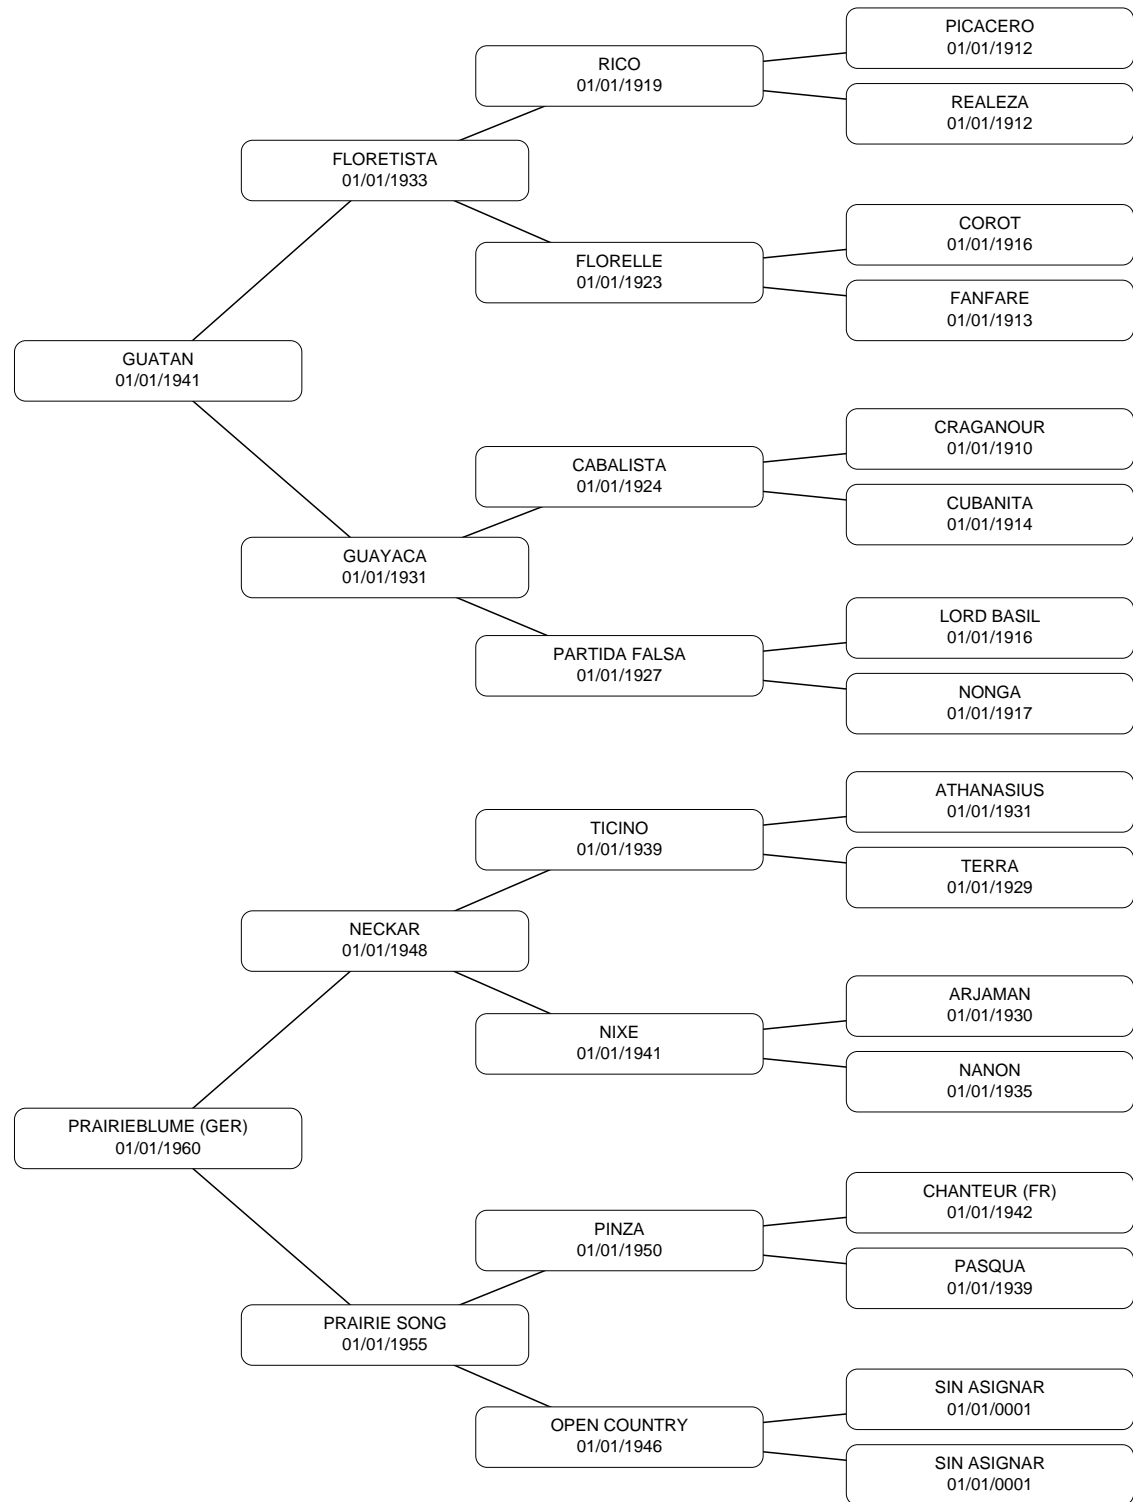 PICACERO
01/01/1912
RICO
01/01/1919
REALEZA
01/01/1912
FLORETISTA
01/01/1933
COROT
01/01/1916
FLORELLE
01/01/1923
FANFARE
01/01/1913
GUATAN
01/01/1941
CRAGANOUR
01/01/1910
CABALISTA
01/01/1924
CUBANITA
01/01/1914
GUAYACA
01/01/1931
LORD BASIL
01/01/1916
PARTIDA FALSA
01/01/1927
NONGA
01/01/1917
ATHANASIUS
01/01/1931
TICINO
01/01/1939
TERRA
01/01/1929
NECKAR
01/01/1948
ARJAMAN
01/01/1930
NIXE
01/01/1941
NANON
01/01/1935
PRAIRIEBLUME (GER)
01/01/1960
CHANTEUR (FR)
01/01/1942
PINZA
01/01/1950
PASQUA
01/01/1939
PRAIRIE SONG
01/01/1955
SIN ASIGNAR
01/01/0001
OPEN COUNTRY
01/01/1946
SIN ASIGNAR
01/01/0001